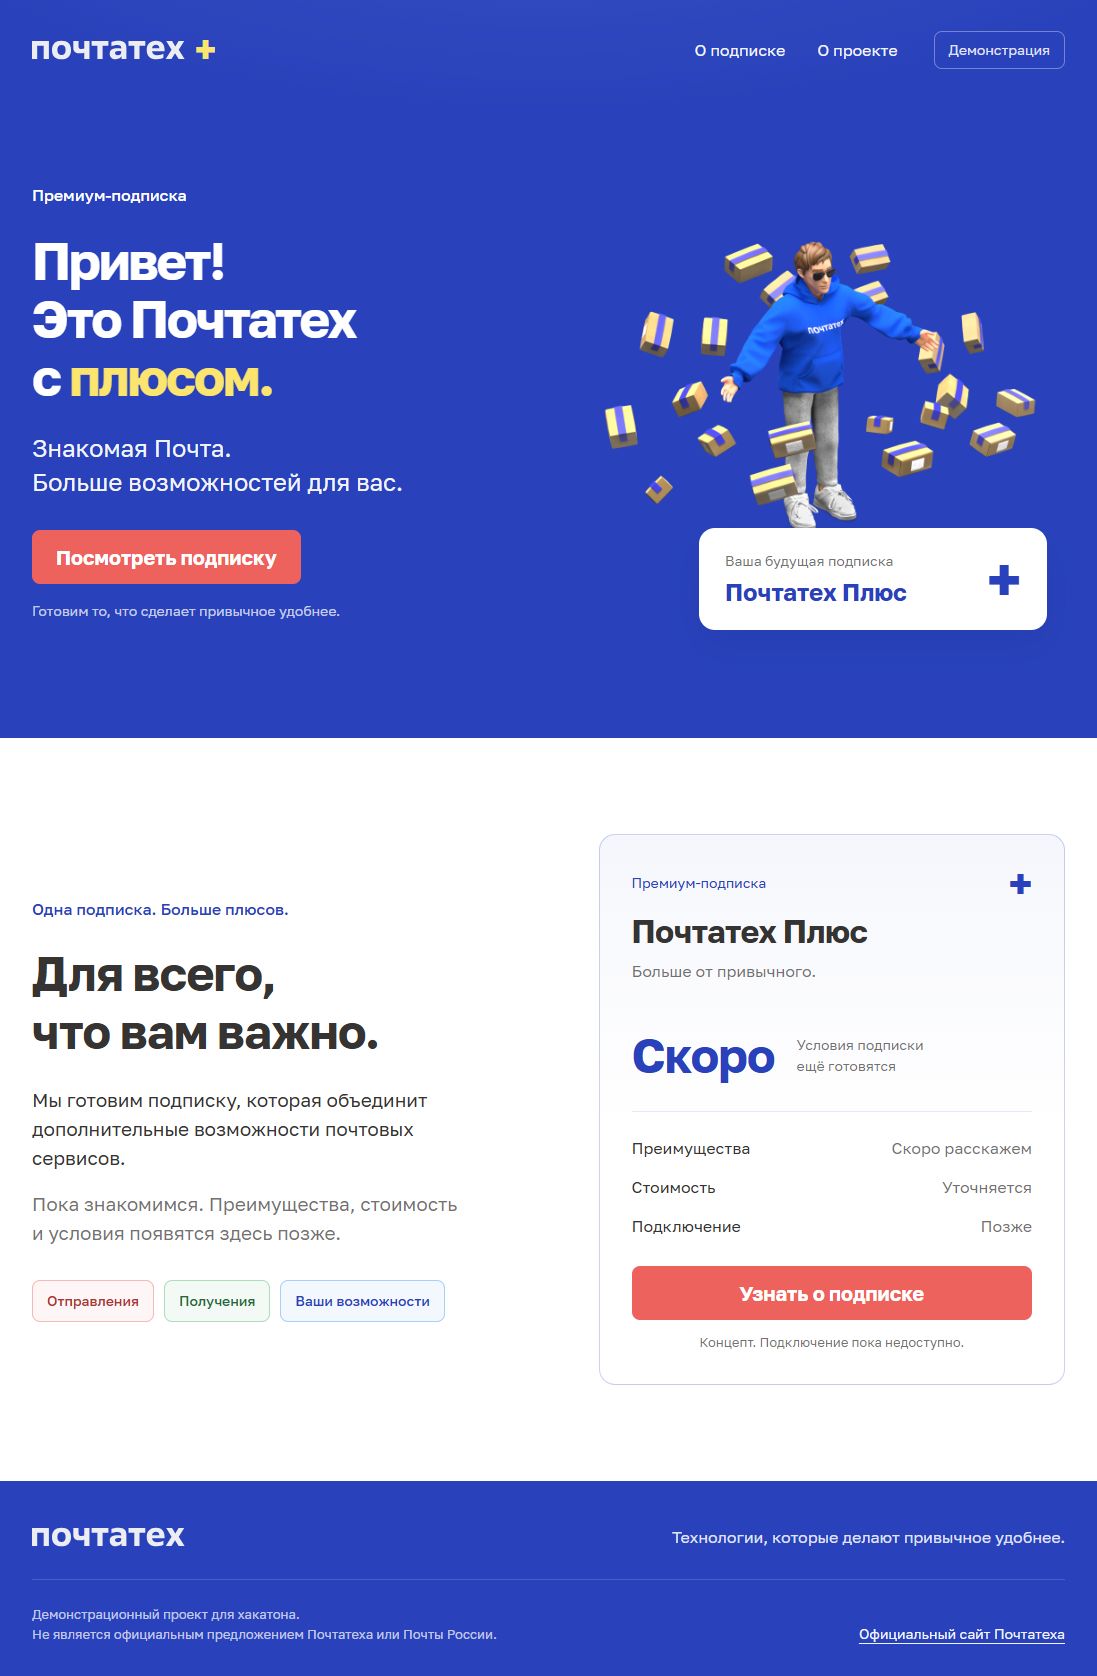 почтатех +
О подписке
О проекте
Демонстрация
Премиум-подписка
Привет!
Это Почтатех
с плюсом.
Знакомая Почта.
Больше возможностей для вас.
Посмотреть подписку
Готовим то, что сделает привычное удобнее.
почтатех
Ваша будущая подписка
Почтатех Плюс
+
Одна подписка. Больше плюсов.
Для всего,
что вам важно.
Мы готовим подписку, которая объединит
дополнительные возможности почтовых
сервисов.
Пока знакомимся. Преимущества, стоимость
и условия появятся здесь позже.
Отправления
Получения
Ваши возможности
Премиум-подписка
+
Почтатех Плюс
Больше от привычного.
Скоро
Условия подписки
ещё готовятся
Преимущества
Скоро расскажем
Стоимость
Уточняется
Подключение
Позже
Узнать о подписке
Концепт. Подключение пока недоступно.
почтатех
Технологии, которые делают привычное удобнее.
Демонстрационный проект для хакатона.
Не является официальным предложением Почтатеха или Почты России.
Официальный сайт Почтатеха